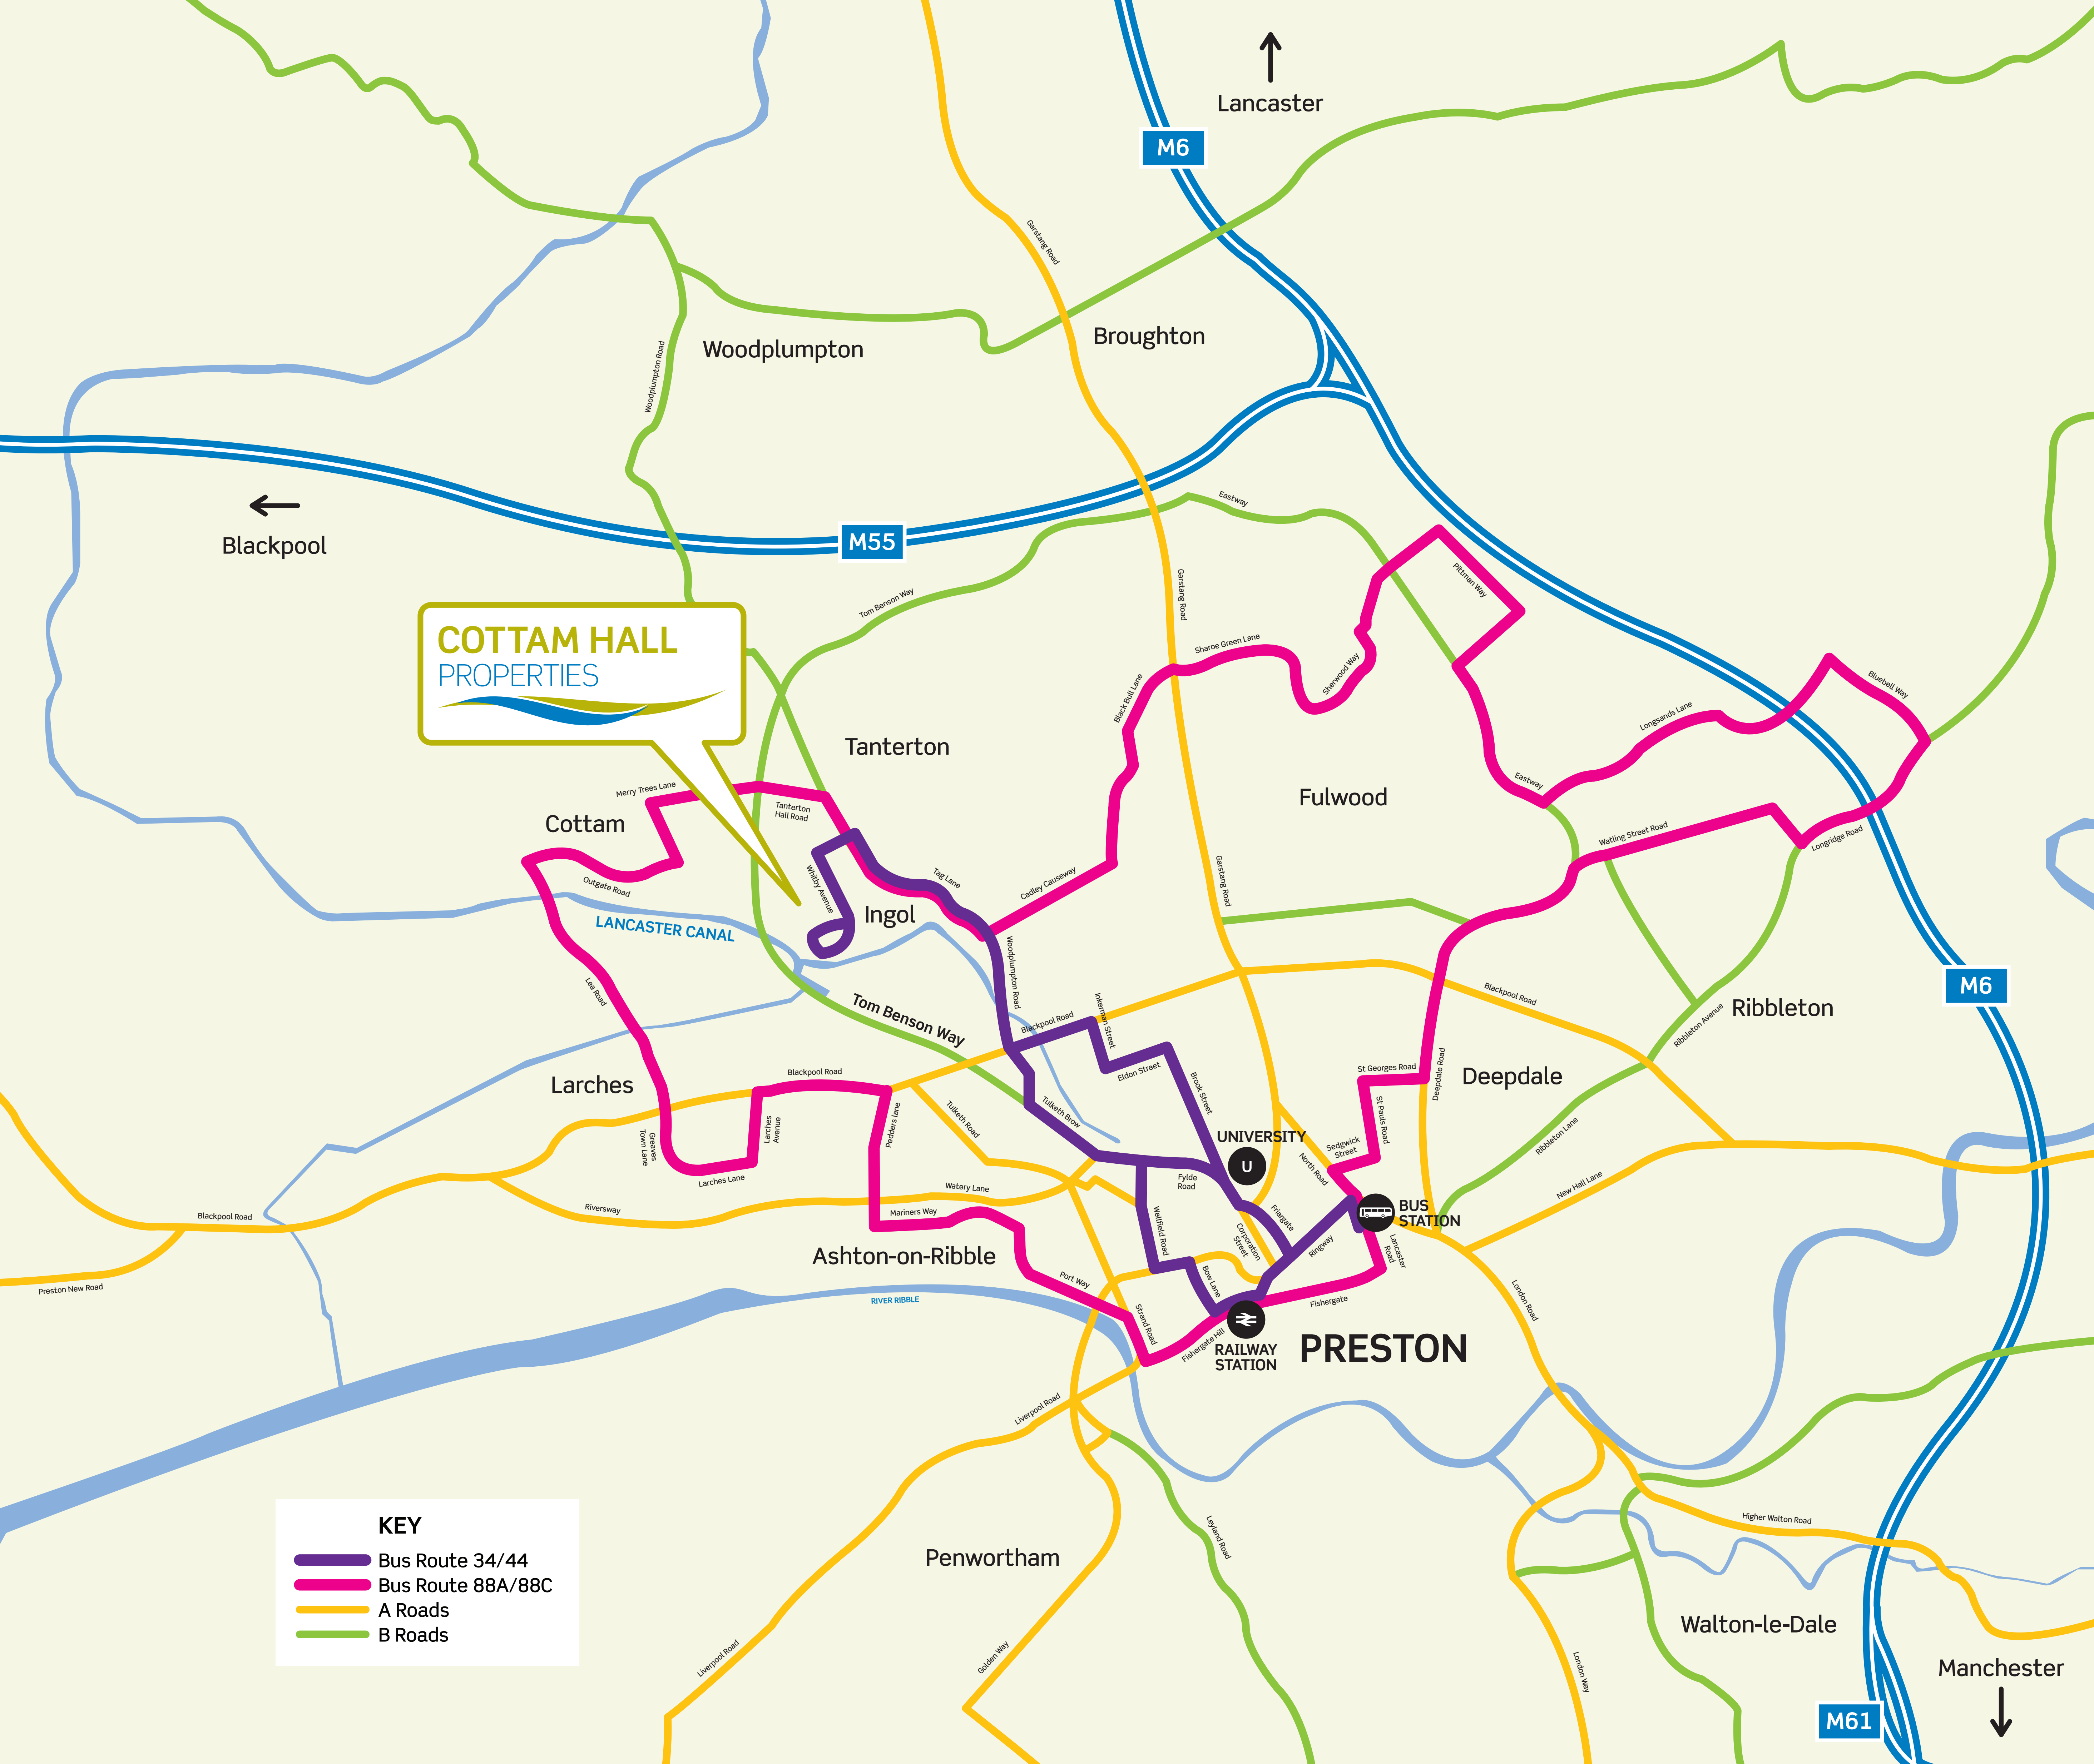 Lancaster
M6
Garstang Road
Broughton
Woodplumpton
Woodplumpton Road
Blackpool
M55
Eastway
Tom Benson Way
Garstang Road
Pittman Way
COTTAM HALL
PROPERTIES
Sharoe Green Lane
Sherwood Way
Black Bull Lane
Bluebell Way
Longsands Lane
Tanterton
Eastway
Fulwood
Merry Trees Lane
Tanterton
Hall Road
Cottam
Watling Street Road
Longridge Road
Outgate Road
Whitby Avenue
Tag Lane
Cadley Causeway
Garstang Road
Ingol
LANCASTER CANAL
Woodplumpton Road
M6
Lea Road
Tom Benson Way
Blackpool Road
Inkerman Street
Blackpool Road
Ribbleton
Ribbleton Avenue
Larches
Blackpool Road
Eldon Street
Brook Street
St Georges Road
Deepdale Road
Deepdale
Greaves
Town Lane
Larches
Avenue
Pedders lane
Tulketh Road
Tulketh Brow
UNIVERSITY
U
St Pauls Road
Sedgwick
Street
North Road
Ribbleton Lane
Larches Lane
Fylde
Road
New Hall Lane
Watery Lane
Riversway
Mariners Way
Blackpool Road
Wellfield Road
Friargate
Corporation
Street
Ringway
BUS
STATION
Lancaster
Road
Ashton-on-Ribble
Port Way
Bow Lane
Preston New Road
RIVER RIBBLE
Strand Road
Fishergate
London Road
Fishergate Hill
RAILWAY
STATION
PRESTON
Liverpool Road
Leyland Road
Higher Walton Road
KEY
Bus Route 34/44
Bus Route 88A/88C
A Roads
B Roads
Penwortham
Liverpool Road
Golden Way
London Way
Walton-le-Dale
Manchester
M61